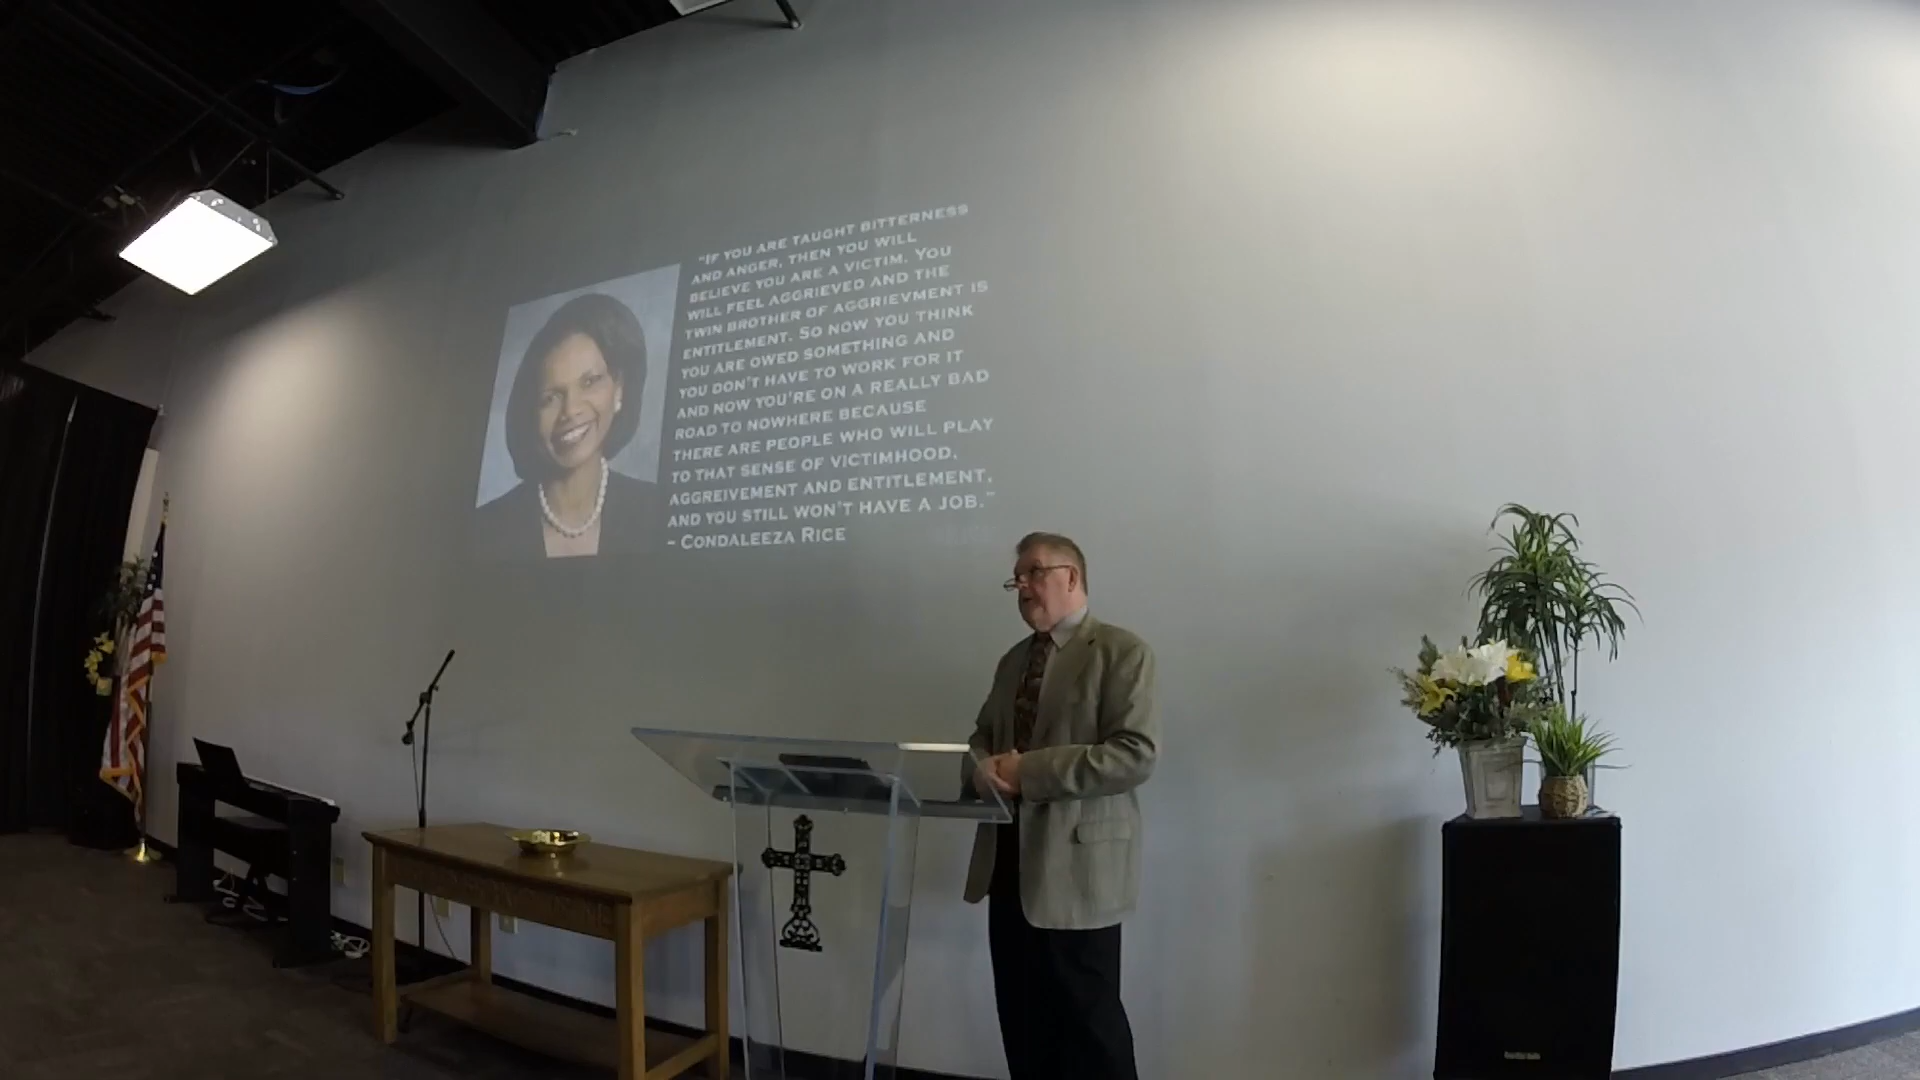 "IF YOU ARE TAUGHT BITTERNESS
AND ANGER, THEN YOU WILL
BELIEVE YOU ARE A VICTIM. YOU
WILL FEEL AGGRIEVED AND THE
TWIN BROTHER OF AGGRIEVMENT IS
ENTITLEMENT. SO NOW YOU THINK
YOU ARE OWED SOMETHING AND
YOU DON'T HAVE TO WORK FOR IT
AND NOW YOU'RE ON A REALLY BAD
ROAD TO NOWHERE BECAUSE
THERE ARE PEOPLE WHO WILL PLAY
TO THAT SENSE OF VICTIMHOOD,
AGGREIVEMENT AND ENTITLEMENT,
AND YOU STILL WON'T HAVE A JOB."
– CONDALEEZA RICE